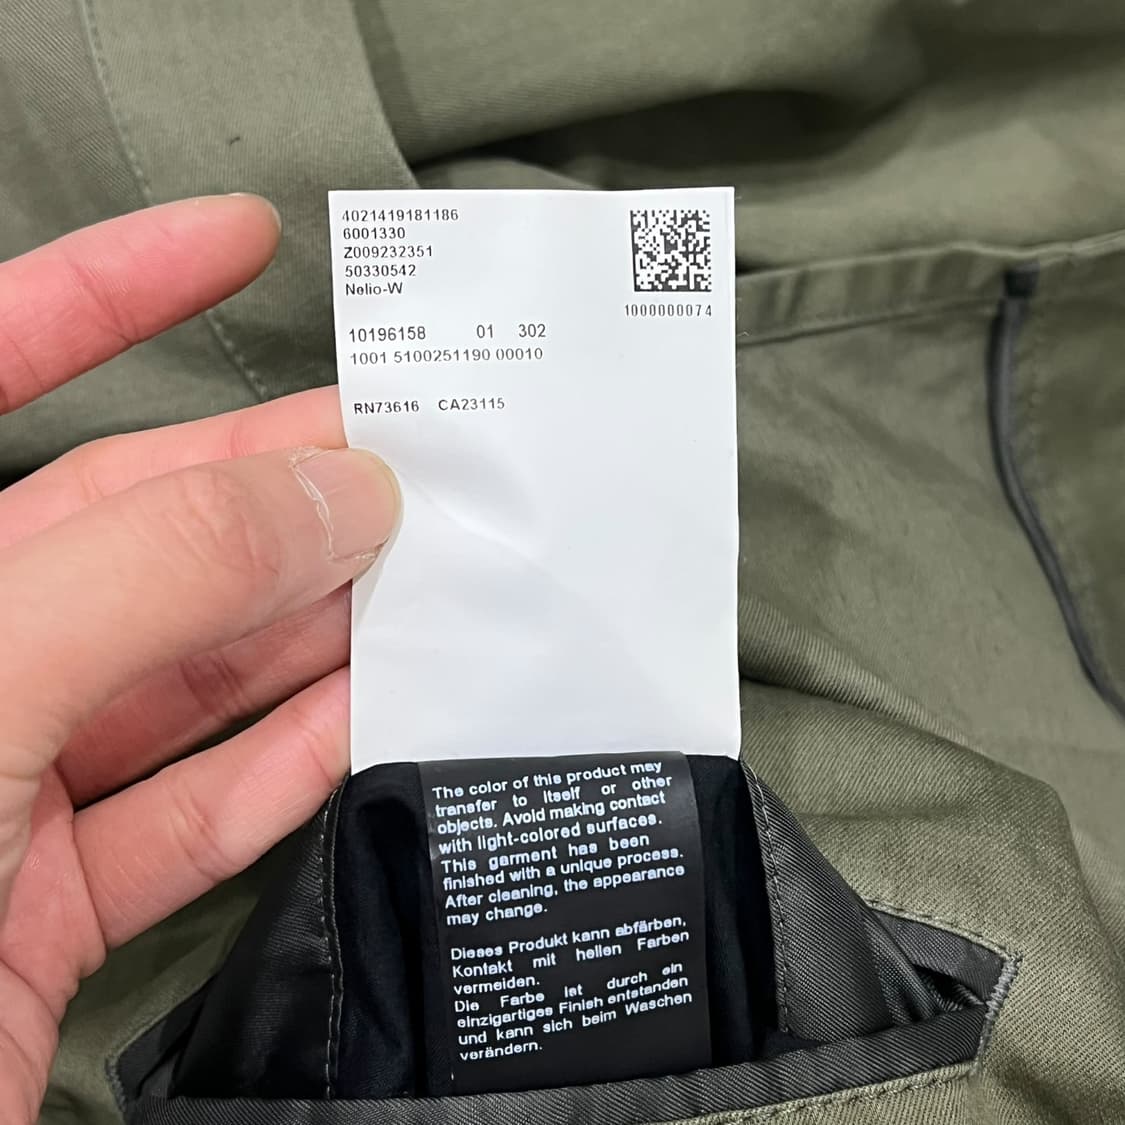 4021419181186
6001330
Z009232351
50330542
Nelio-W
1000000074
10196158 01 302
1001 5100251190 00010
RN73616 CA23115
The color of this product may
transfer to itself or other
objects. Avoid making contact
with light-colored surfaces.
This garment has been
finished with a unique process.
After cleaning, the appearance
may change.
Dieses Produkt kann abfärben,
Kontakt mit hellen Farben
vermeiden.
Die Farbe ist durch ein
einzigartiges Finish entstanden
und kann sich beim Waschen
verändern.